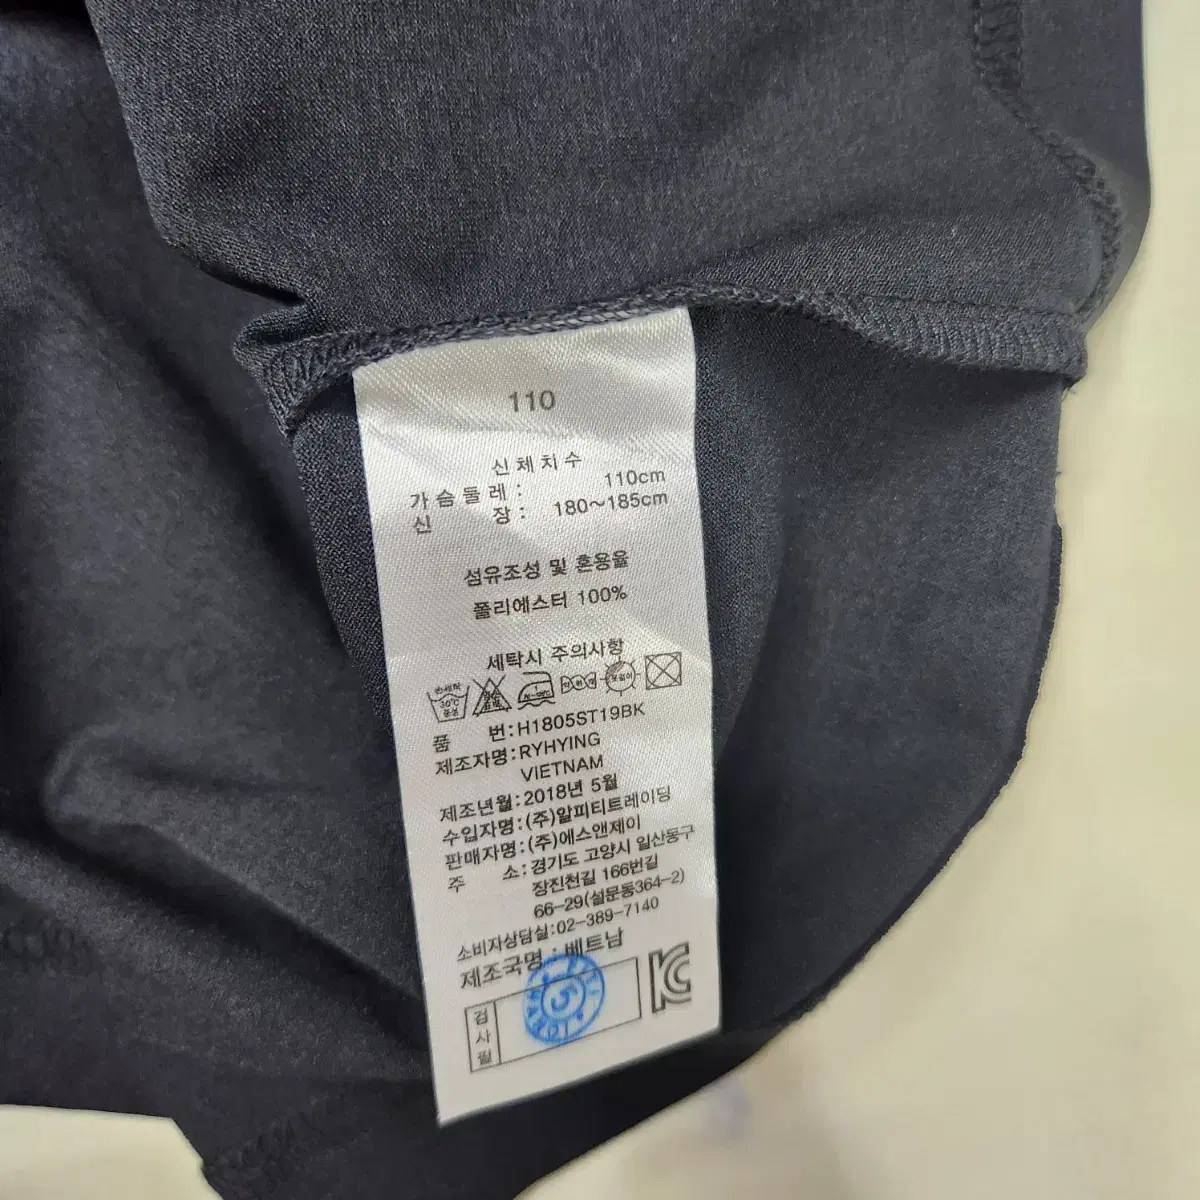 110
신체치수
가슴둘레: 110cm
신 장: 180~185cm
섬유조성 및 혼용율
폴리에스터 100%
세탁시 주의사항
손세탁
30℃
중성
품 번:H1805ST19BK
제조자명:RYHYING
VIETNAM
제조년월:2018년 5월
수입자명:(주)알피티트레이딩
판매자명:(주)에스앤제이
주 소:경기도 고양시 일산동구
장진천길 166번길
66-29(설문동364-2)
소비자상담실:02-389-7140
제조국명:베트남
검사필
5